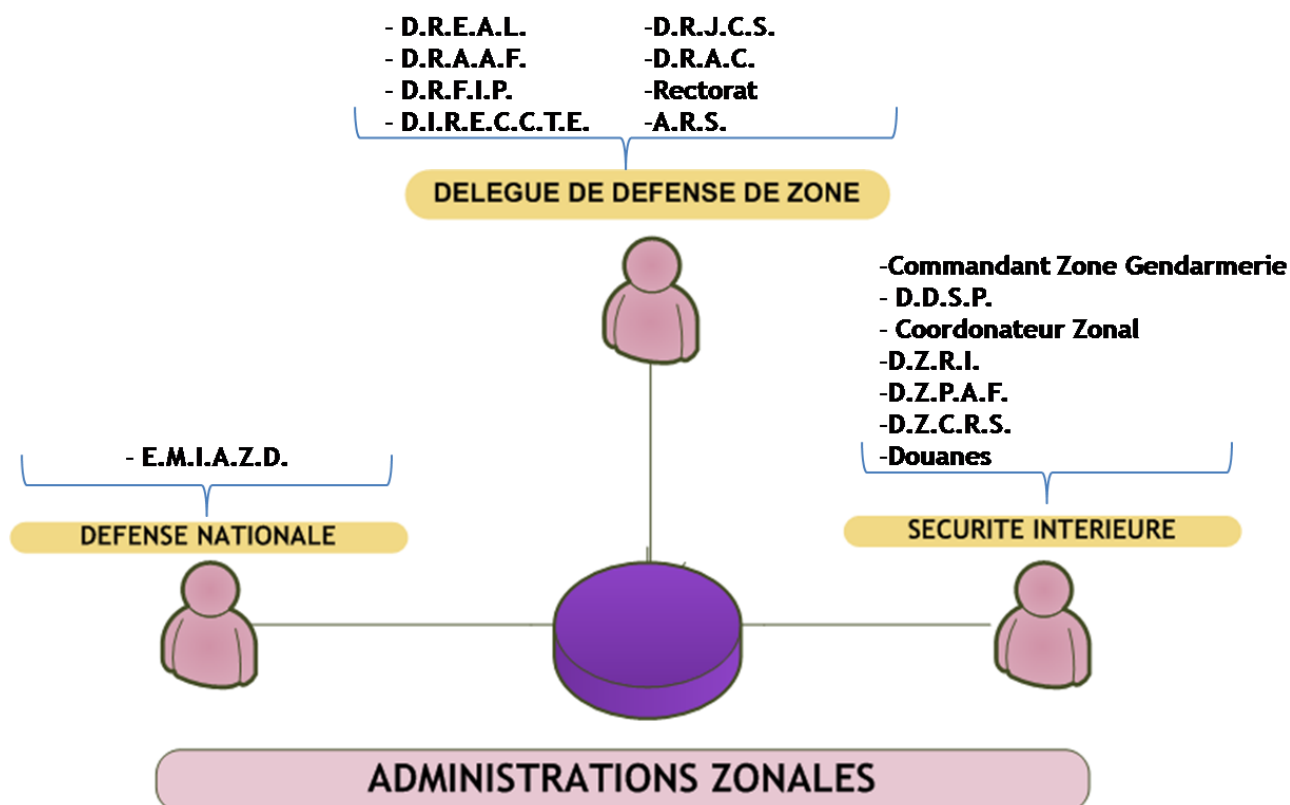 - D.R.E.A.L.
- D.R.A.A.F.
- D.R.F.I.P.
- D.I.R.E.C.C.T.E.
-D.R.J.C.S.
-D.R.A.C.
-Rectorat
-A.R.S.
DELEGUE DE DEFENSE DE ZONE
-Commandant Zone Gendarmerie
- D.D.S.P.
- Coordonateur Zonal
-D.Z.R.I.
-D.Z.P.A.F.
-D.Z.C.R.S.
-Douanes
- E.M.I.A.Z.D.
DEFENSE NATIONALE
SECURITE INTERIEURE
ADMINISTRATIONS ZONALES